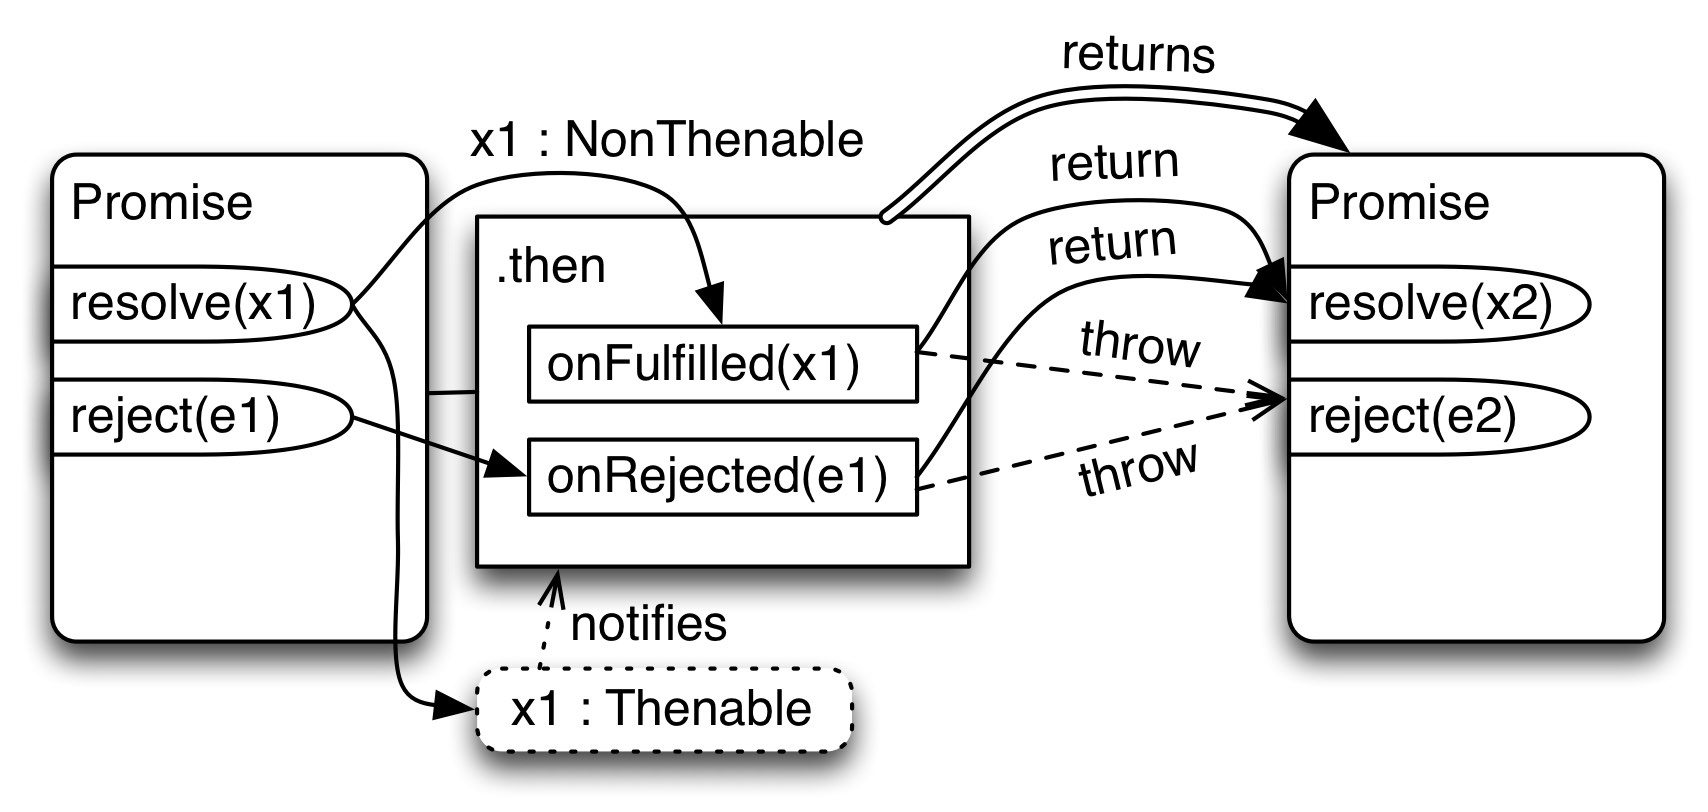 returns
x1 : NonThenable
return
Promise
resolve(x1)
reject(e1)
.then
onFulfilled(x1)
onRejected(e1)
return
throw
throw
Promise
resolve(x2)
reject(e2)
notifies
x1 : Thenable